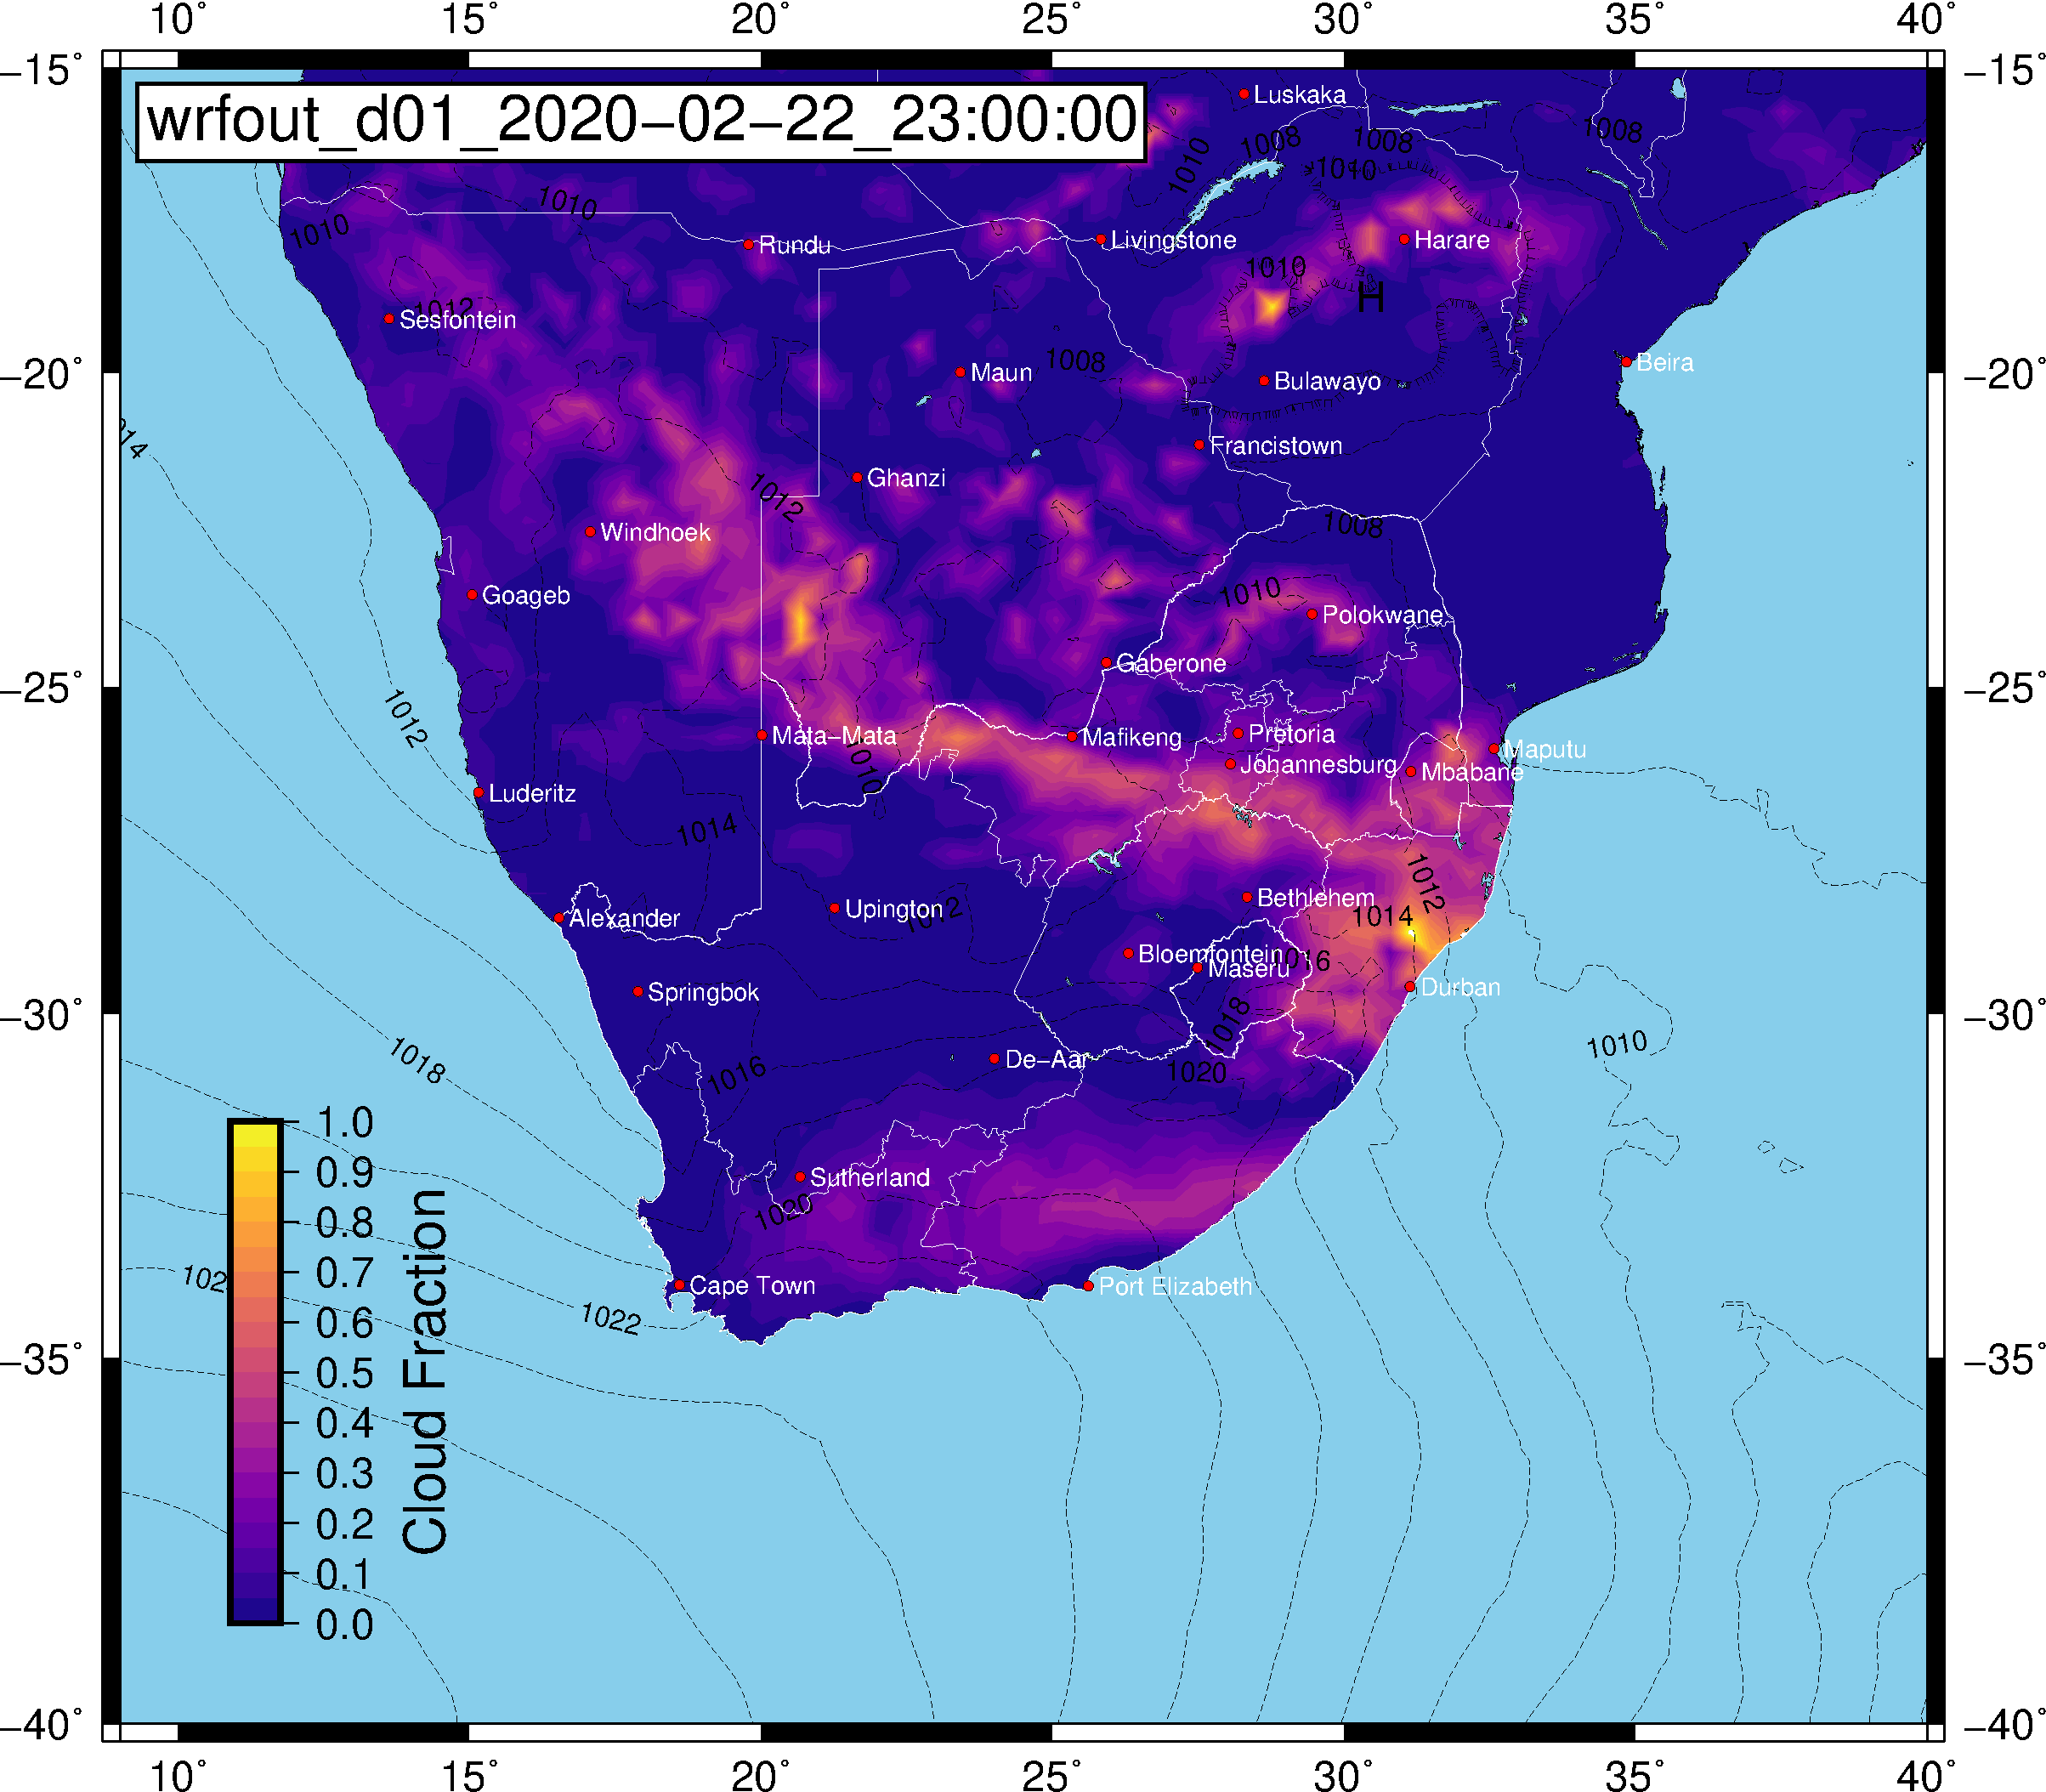 10° 15° 20° 25° 30° 35° 40°
−15° −15°
wrfout_d01_2020−02−22_23:00:00
Luskaka
1008 1008 1008
1010 1010
1010 1010
Rundu Livingstone Harare
1010
H
1012
Sesfontein
−20° 1008 Beira −20°
Maun
Bulawayo
014
Francistown
Ghanzi
1012
Windhoek 1008
Goageb 1010
Polokwane
Gaberone
−25° −25°
1012
Mata−Mata Mafikeng Pretoria Maputu
1010 Johannesburg Mbabane
Luderitz
1014
1012
Bethlehem
Alexander Upington 1012 1014
Bloemfontein 1016
Maseru
Springbok Durban
−30° 1018 −30°
1010
1018 De−Aar
1016 1020
1.0
0.9 Sutherland
0.8 1020
0.7 102 Cape Town Port Elizabeth
0.6 1022
−35° −35°
0.5
0.4
0.3
0.2
0.1
0.0
Cloud Fraction
−40° −40°
10° 15° 20° 25° 30° 35° 40°